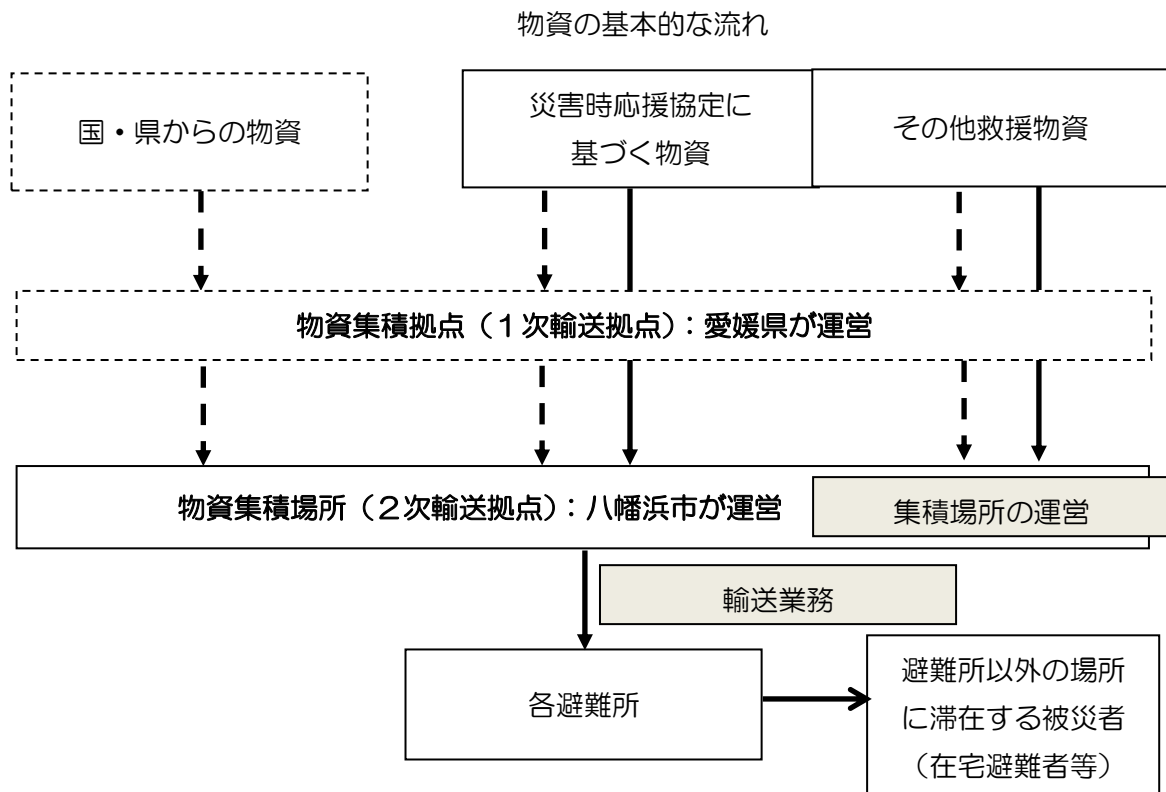 物資の基本的な流れ
国・県からの物資
災害時応援協定に
基づく物資
その他救援物資
物資集積拠点（１次輸送拠点）：愛媛県が運営
物資集積場所（２次輸送拠点）：八幡浜市が運営
集積場所の運営
輸送業務
各避難所
避難所以外の場所
に滞在する被災者
（在宅避難者等）